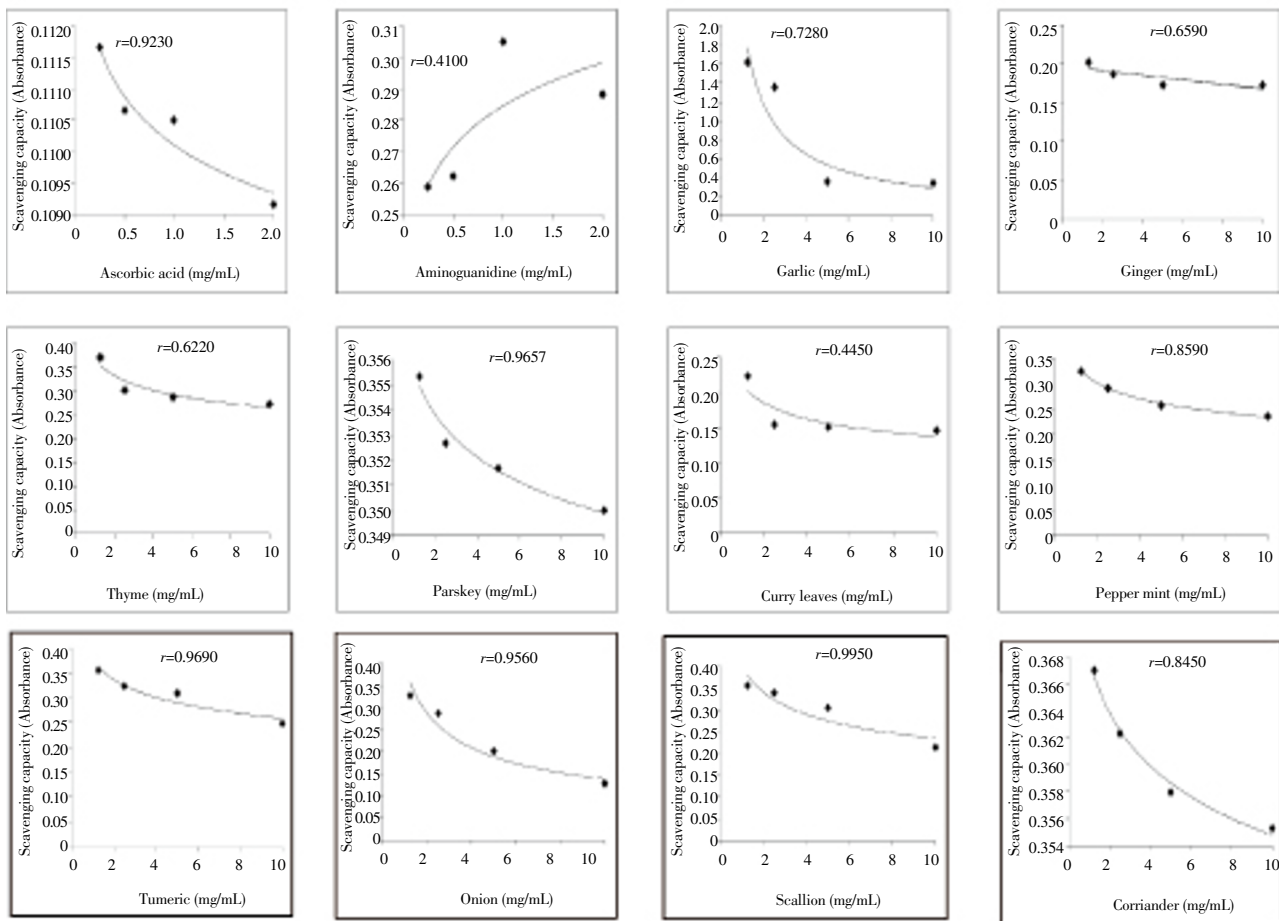 Scavenging capacity (Absorbance)
0.1120
0.1115
0.1110
0.1105
0.1100
0.1095
0.1090
r=0.9230
0 0.5 1.0 1.5 2.0
Ascorbic acid (mg/mL)
Scavenging capacity (Absorbance)
0.31
0.30
0.29
0.28
0.27
0.26
0.25
r=0.4100
0 0.5 1.0 1.5 2.0
Aminoguanidine (mg/mL)
Scavenging capacity (Absorbance)
1.8
1.6
1.4
1.2
1.0
0.8
0.6
0.4
0.2
0
2.0
r=0.7280
0 2 4 6 8 10
Garlic (mg/mL)
Scavenging capacity (Absorbance)
0.25
0.20
0.15
0.10
0.05
0
r=0.6590
0 2 4 6 8 10
Ginger (mg/mL)
Scavenging capacity (Absorbance)
0.40
0.35
0.30
0.25
0.20
0.15
0.10
0.05
0
r=0.6220
0 2 4 6 8 10
Thyme (mg/mL)
Scavenging capacity (Absorbance)
0.356
0.355
0.354
0.353
0.352
0.351
0.350
0.349
r=0.9657
0 2 4 6 8 10
Parskey (mg/mL)
Scavenging capacity (Absorbance)
0.25
0.20
0.15
0.10
0.05
0
r=0.4450
0 2 4 6 8 10
Curry leaves (mg/mL)
Scavenging capacity (Absorbance)
0.35
0.30
0.25
0.20
0.15
0.10
0.05
0
r=0.8590
0 2 4 6 8 10
Pepper mint (mg/mL)
Scavenging capacity (Absorbance)
0.40
0.35
0.30
0.25
0.20
0.15
0.10
0.05
0
r=0.9690
0 2 4 6 8 10
Tumeric (mg/mL)
Scavenging capacity (Absorbance)
0.40
0.35
0.30
0.25
0.20
0.15
0.10
0.05
0
r=0.9560
0 2 4 6 8 10
Onion (mg/mL)
Scavenging capacity (Absorbance)
0.40
0.35
0.30
0.25
0.20
0.15
0.10
0.05
0
r=0.9950
0 2 4 6 8 10
Scallion (mg/mL)
Scavenging capacity (Absorbance)
0.368
0.366
0.364
0.362
0.360
0.358
0.356
0.354
r=0.8450
0 2 4 6 8 10
Corriander (mg/mL)